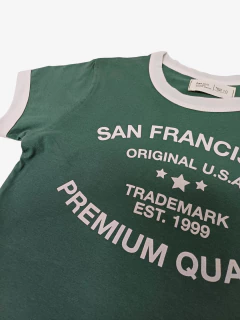 SAN FRANCIS
ORIGINAL U.S.A
TRADEMARK
EST. 1999
PREMIUM QUA